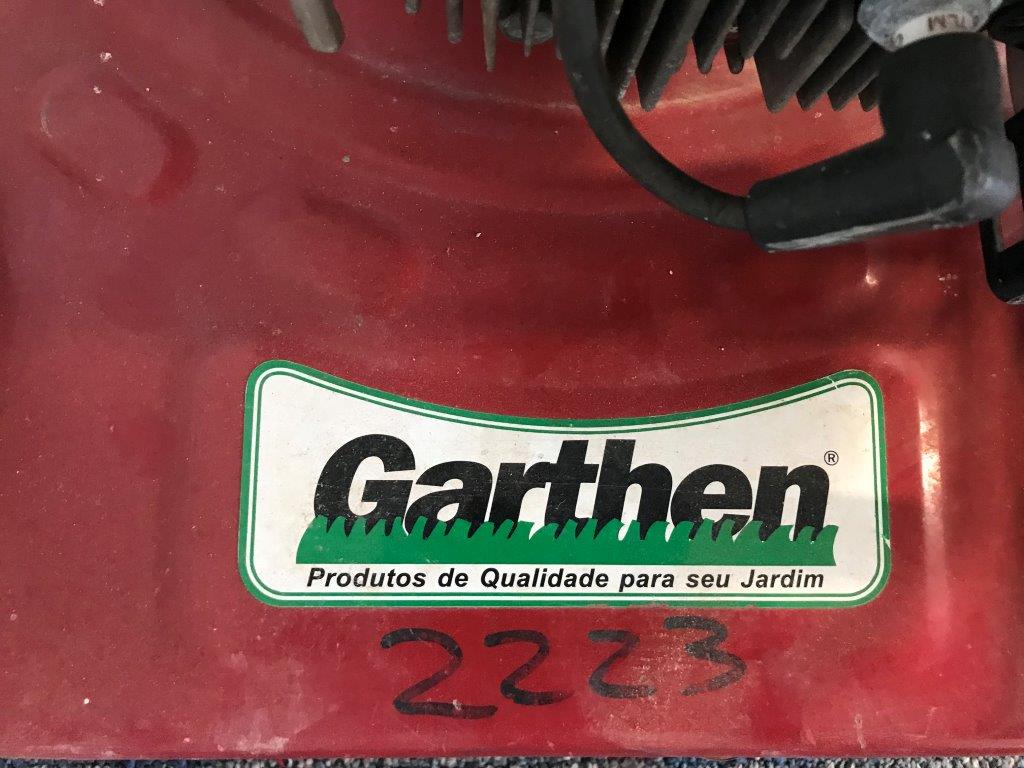 Garthen®
Produtos de Qualidade para seu Jardim
2223